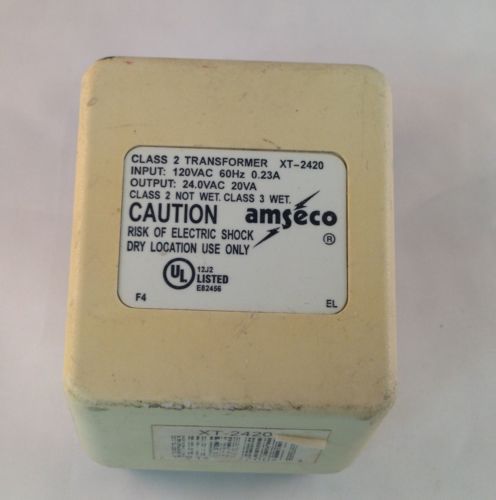 CLASS 2 TRANSFORMER XT-2420
INPUT: 120VAC 60Hz 0.23A
OUTPUT: 24.0VAC 20VA
CLASS 2 NOT WET. CLASS 3 WET.
CAUTION amseco
RISK OF ELECTRIC SHOCK ®
DRY LOCATION USE ONLY
UL 12J2
LISTED
E82456
F4 EL
XT-2420